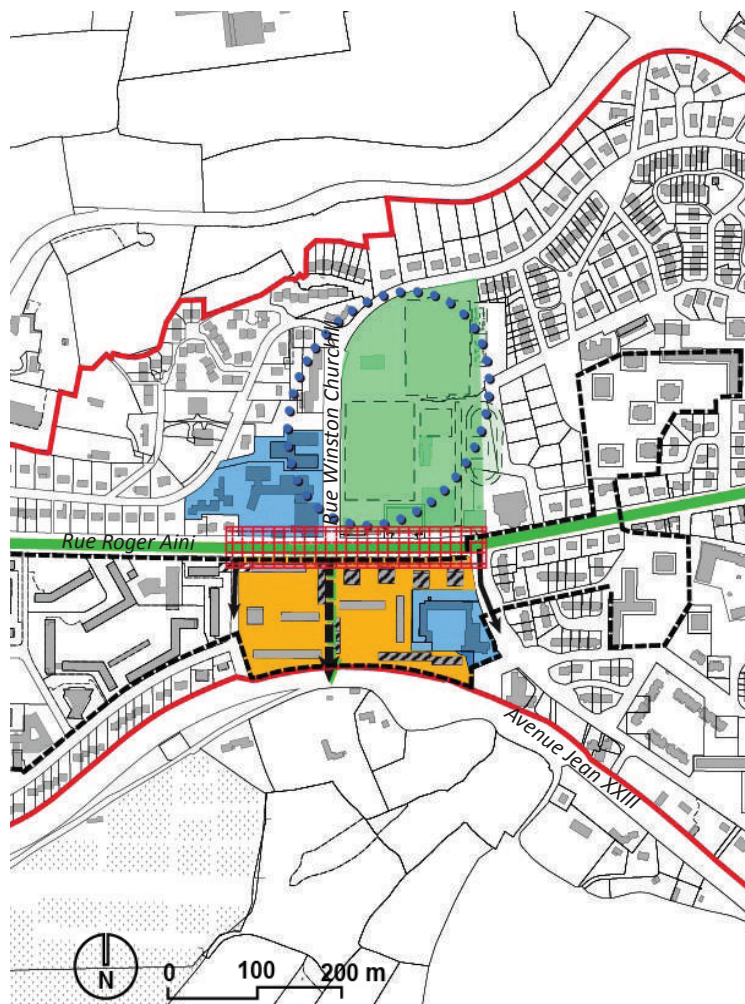 Rue Winston Churchill
Rue Roger Aini
Avenue Jean XXIII
N
0 100 200 m